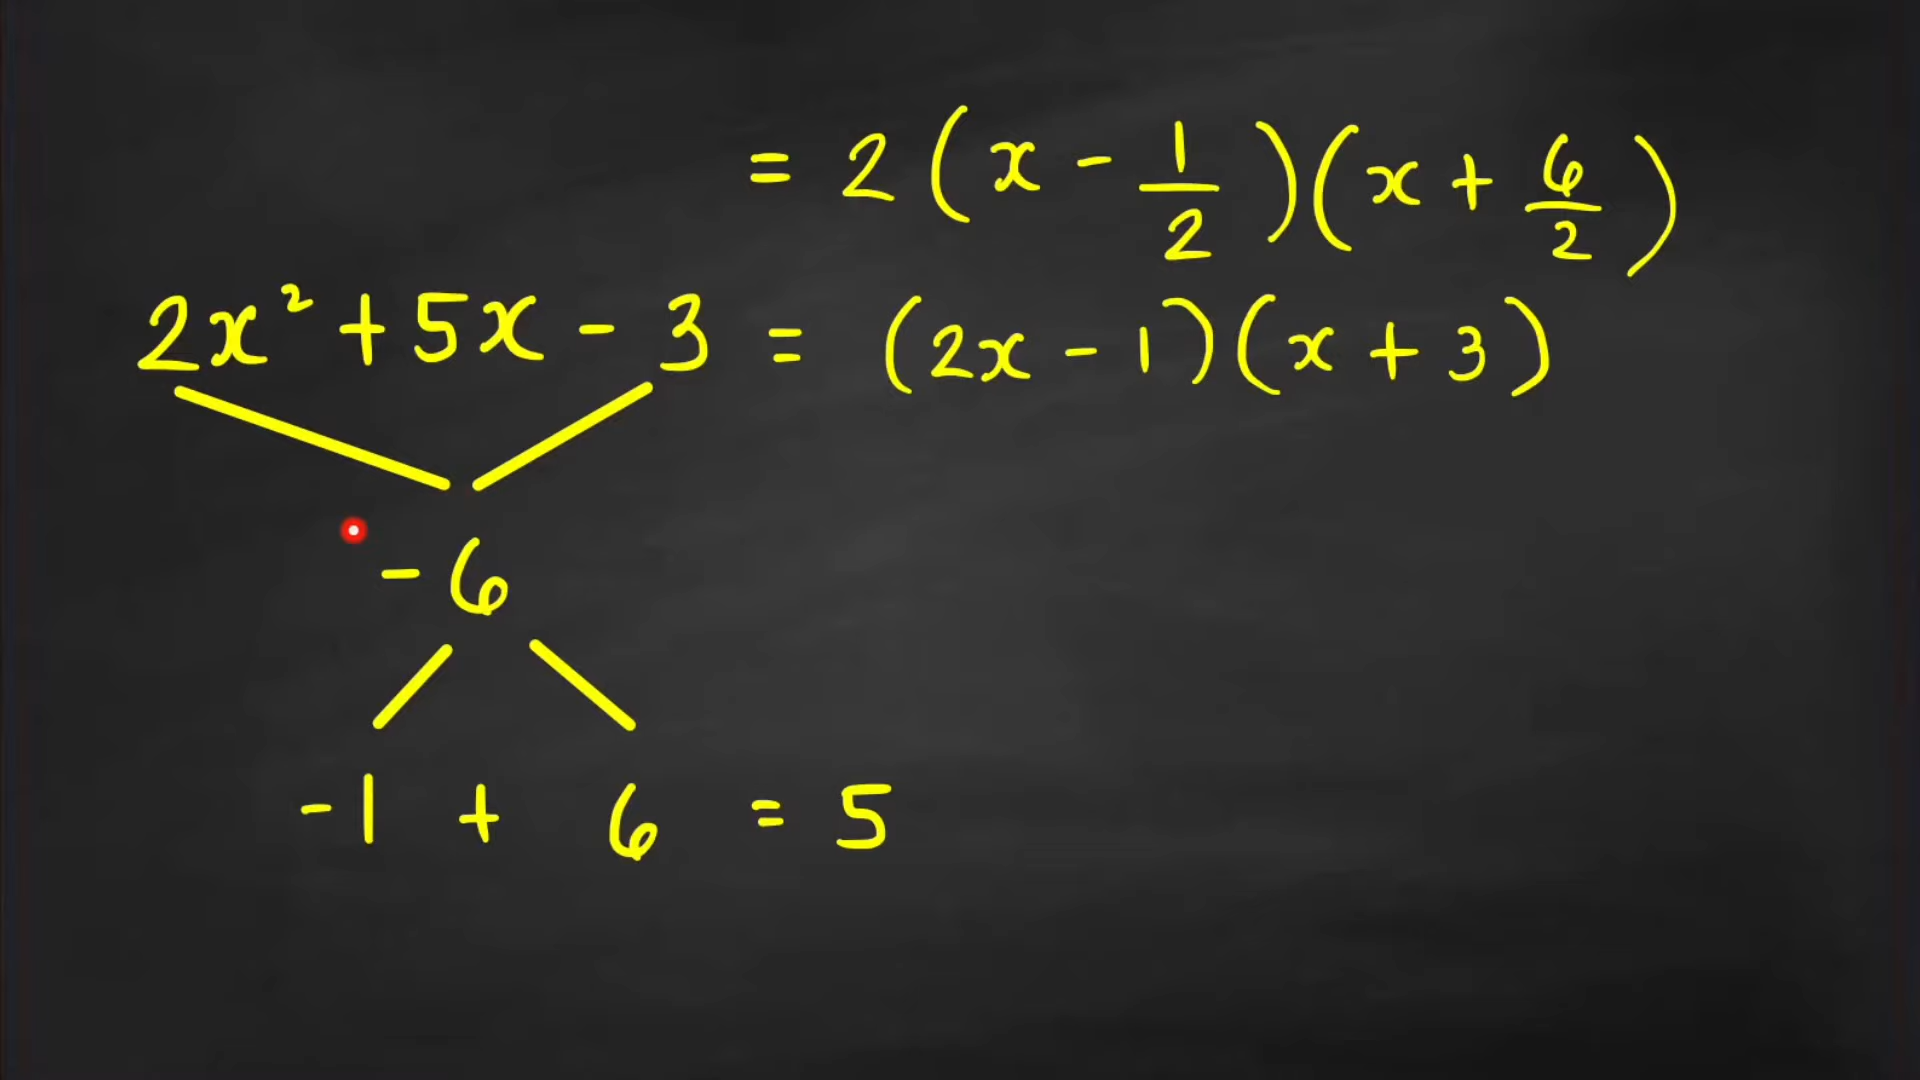 = 2(x - 1/2)(x + 6/2)
2x² + 5x - 3 = (2x - 1)(x + 3)
-6
-1 + 6 = 5